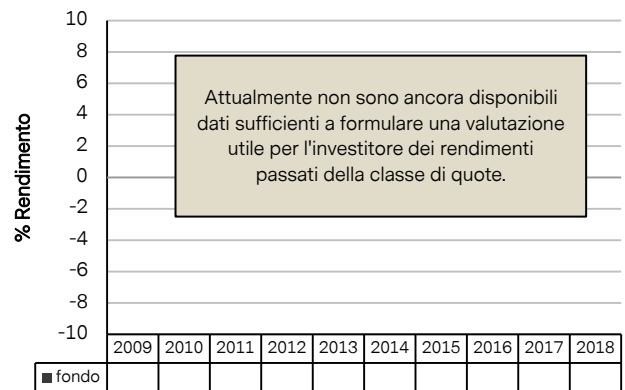 % Rendimento
10
8
6
4
2
0
-2
-4
-6
-8
-10
Attualmente non sono ancora disponibili
dati sufficienti a formulare una valutazione
utile per l'investitore dei rendimenti
passati della classe di quote.
2009 2010 2011 2012 2013 2014 2015 2016 2017 2018
fondo